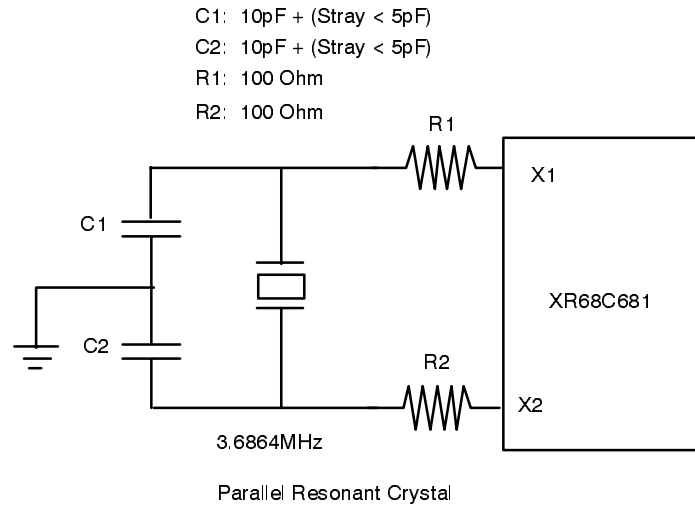 C1: 10pF + (Stray < 5pF)
C2: 10pF + (Stray < 5pF)
R1: 100 Ohm
R2: 100 Ohm
R1
X1
C1
XR68C681
C2
R2
X2
3.6864MHz
Parallel Resonant Crystal